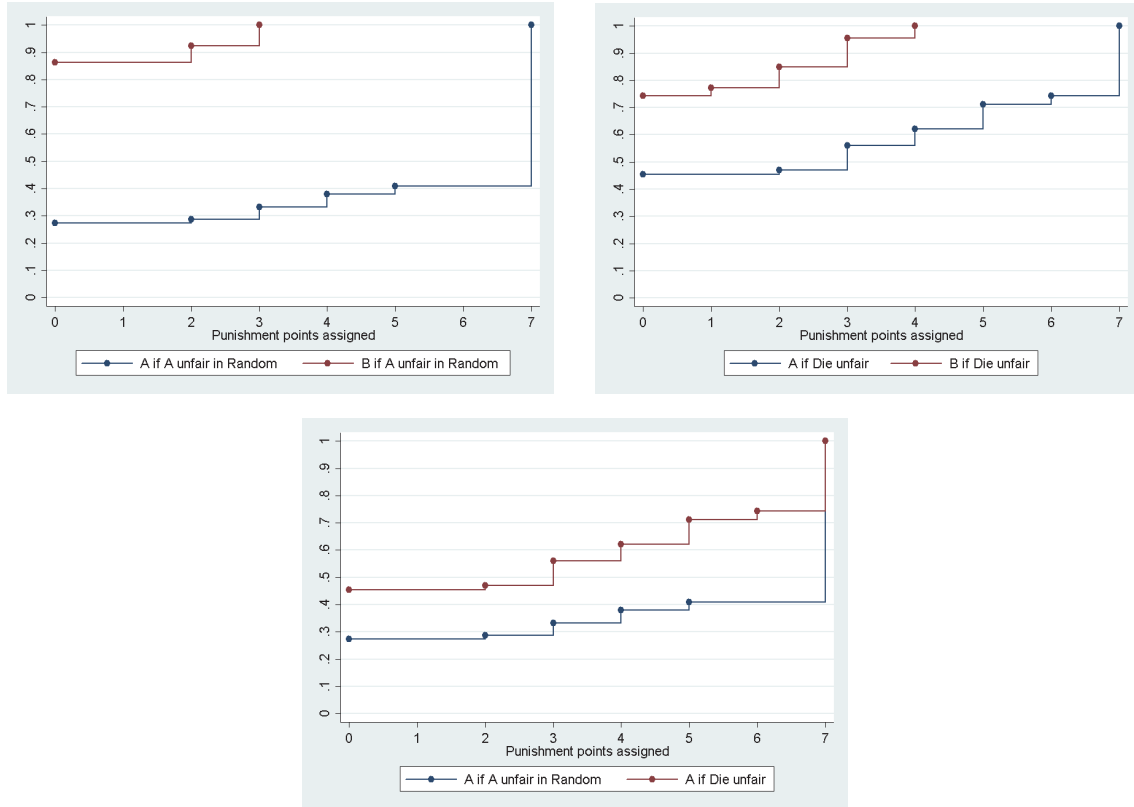 0 .1 .2 .3 .4 .5 .6 .7 .8 .9 1
0 1 2 3 4 5 6 7
Punishment points assigned
A if A unfair in Random B if A unfair in Random
0 .1 .2 .3 .4 .5 .6 .7 .8 .9 1
0 1 2 3 4 5 6 7
Punishment points assigned
A if Die unfair B if Die unfair
0 .1 .2 .3 .4 .5 .6 .7 .8 .9 1
0 1 2 3 4 5 6 7
Punishment points assigned
A if A unfair in Random A if Die unfair